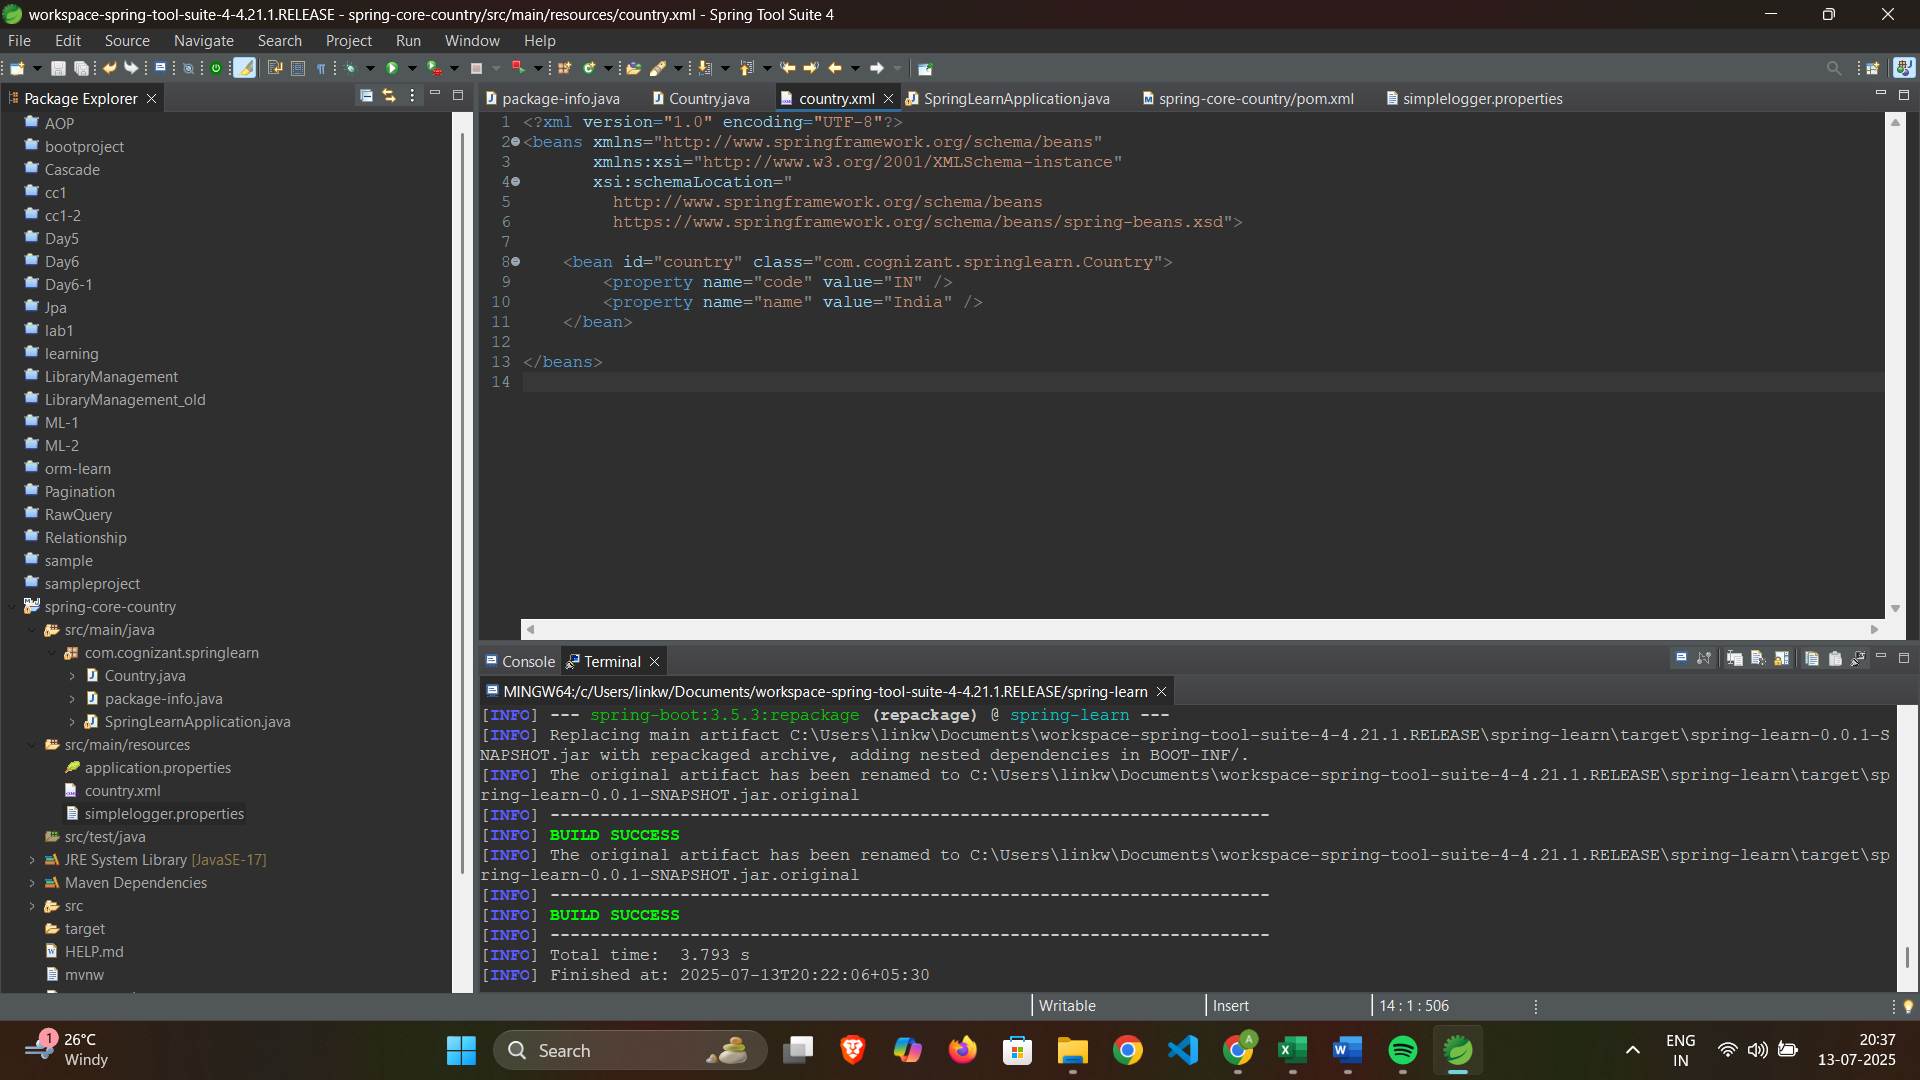 workspace-spring-tool-suite-4-4.21.1.RELEASE - spring-core-country/src/main/resources/country.xml - Spring Tool Suite 4
File Edit Source Navigate Search Project Run Window Help
Package Explorer
AOP
bootproject
Cascade
cc1
cc1-2
Day5
Day6
Day6-1
Jpa
lab1
learning
LibraryManagement
LibraryManagement_old
ML-1
ML-2
orm-learn
Pagination
RawQuery
Relationship
sample
sampleproject
spring-core-country
src/main/java
com.cognizant.springlearn
Country.java
package-info.java
SpringLearnApplication.java
src/main/resources
application.properties
country.xml
simplelogger.properties
src/test/java
JRE System Library [JavaSE-17]
Maven Dependencies
src
target
HELP.md
mvnw
package-info.java Country.java country.xml SpringLearnApplication.java spring-core-country/pom.xml simplelogger.properties
1 <?xml version="1.0" encoding="UTF-8"?>
2 <beans xmlns="http://www.springframework.org/schema/beans"
3 xmlns:xsi="http://www.w3.org/2001/XMLSchema-instance"
4 xsi:schemaLocation="
5 http://www.springframework.org/schema/beans
6 https://www.springframework.org/schema/beans/spring-beans.xsd">
7
8 <bean id="country" class="com.cognizant.springlearn.Country">
9 <property name="code" value="IN" />
10 <property name="name" value="India" />
11 </bean>
12
13 </beans>
14
Console Terminal
MINGW64:/c/Users/linkw/Documents/workspace-spring-tool-suite-4-4.21.1.RELEASE/spring-learn
[INFO] --- spring-boot:3.5.3:repackage (repackage) @ spring-learn ---
[INFO] Replacing main artifact C:\Users\linkw\Documents\workspace-spring-tool-suite-4-4.21.1.RELEASE\spring-learn\target\spring-learn-0.0.1-S
NAPSHOT.jar with repackaged archive, adding nested dependencies in BOOT-INF/.
[INFO] The original artifact has been renamed to C:\Users\linkw\Documents\workspace-spring-tool-suite-4-4.21.1.RELEASE\spring-learn\target\sp
ring-learn-0.0.1-SNAPSHOT.jar.original
[INFO] ------------------------------------------------------------------------
[INFO] BUILD SUCCESS
[INFO] The original artifact has been renamed to C:\Users\linkw\Documents\workspace-spring-tool-suite-4-4.21.1.RELEASE\spring-learn\target\sp
ring-learn-0.0.1-SNAPSHOT.jar.original
[INFO] ------------------------------------------------------------------------
[INFO] BUILD SUCCESS
[INFO] ------------------------------------------------------------------------
[INFO] Total time: 3.793 s
[INFO] Finished at: 2025-07-13T20:22:06+05:30
Writable Insert 14 : 1 : 506
1
26°C
Windy
Search
A
ENG
IN
20:37
13-07-2025